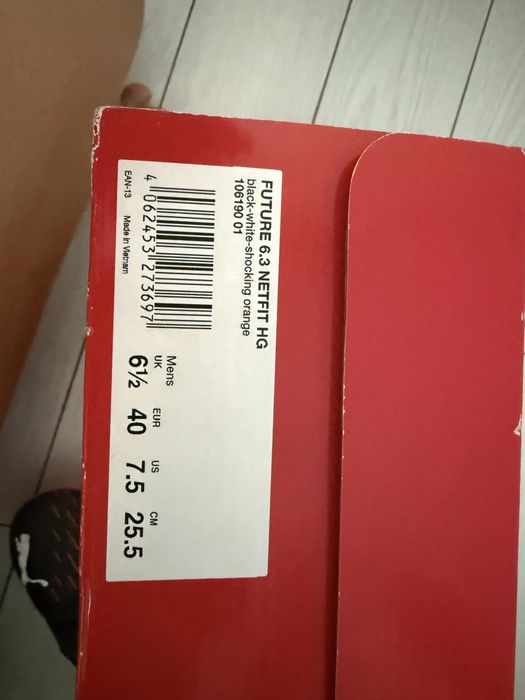 FUTURE 6.3 NETFIT HG
black-white-shocking orange
106190 01
4 062453 273697
EAN-13 Made in Vietnam
Mens
UK EUR US CM
6½ 40 7.5 25.5